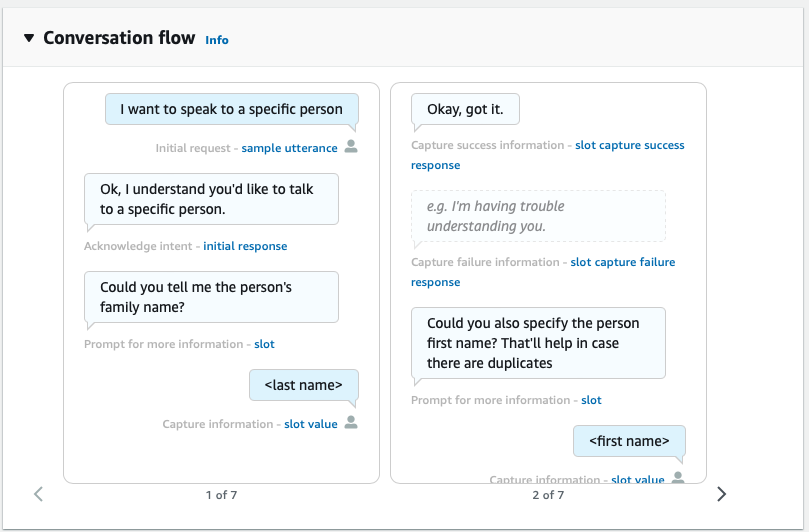 Conversation flow Info
I want to speak to a specific person
Initial request - sample utterance
Ok, I understand you'd like to talk
to a specific person.
Acknowledge intent - initial response
Could you tell me the person's
family name?
Prompt for more information - slot
<last name>
Capture information - slot value
1 of 7
Okay, got it.
Capture success information - slot capture success
response
e.g. I'm having trouble
understanding you.
Capture failure information - slot capture failure
response
Could you also specify the person
first name? That'll help in case
there are duplicates
Prompt for more information - slot
<first name>
Capture information - slot value
2 of 7